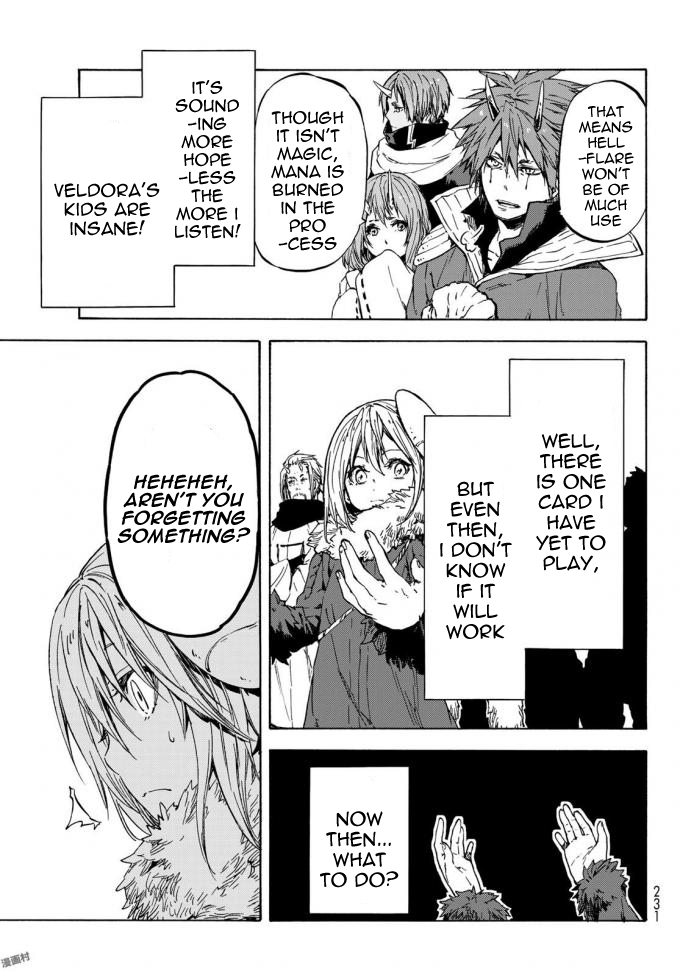 THAT
MEANS
HELL
-FLARE
WON'T
BE OF
MUCH
USE
THOUGH
IT ISN'T
MAGIC,
MANA IS
BURNED
IN THE
PRO
-CESS
IT'S
SOUND
-ING
MORE
HOPE
-LESS
THE
MORE I
LISTEN!
VELDORA'S
KIDS ARE
INSANE!
WELL,
THERE
IS ONE
CARD I
HAVE
YET TO
PLAY,
BUT
EVEN
THEN,
I DON'T
KNOW
IF IT
WILL
WORK
NOW
THEN...
WHAT
TO DO?
HEHEHEH,
AREN'T YOU
FORGETTING
SOMETHING?
231
漫画村